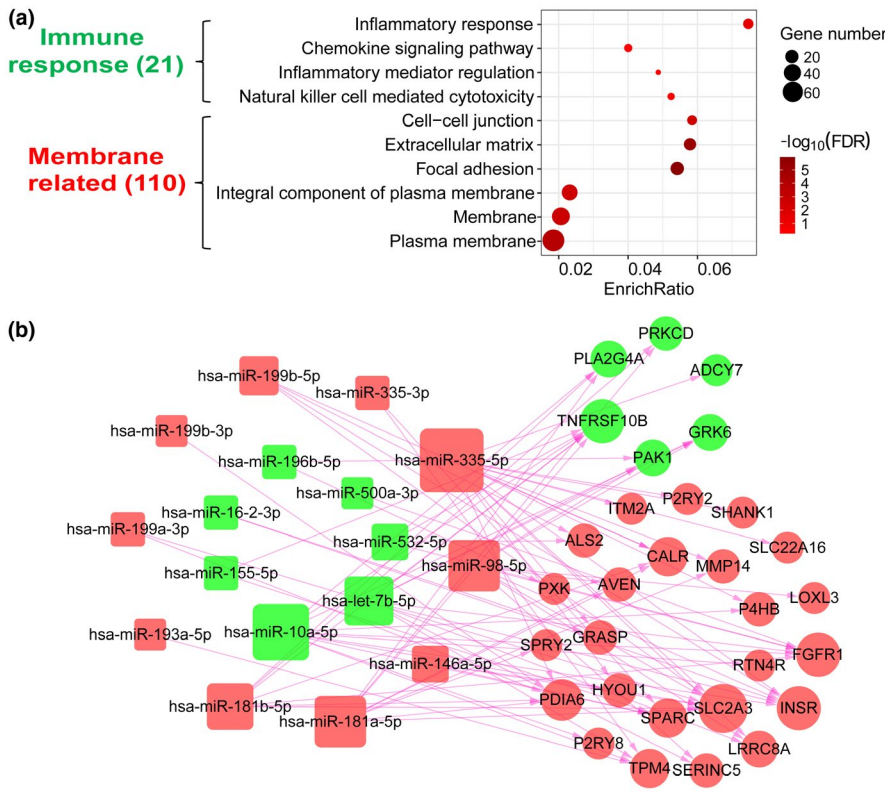 (a)
Immune
response (21)
Membrane
related (110)
Inflammatory response
Chemokine signaling pathway
Inflammatory mediator regulation
Natural killer cell mediated cytotoxicity
Cell−cell junction
Extracellular matrix
Focal adhesion
Integral component of plasma membrane
Membrane
Plasma membrane
0.02 0.04 0.06
EnrichRatio
Gene number
20
40
60
-log10(FDR)
5
4
3
2
1
(b)
hsa-miR-199b-5p
hsa-miR-335-3p
hsa-miR-199b-3p
hsa-miR-335-5p
hsa-miR-196b-5p
hsa-miR-500a-3p
hsa-miR-16-2-3p
hsa-miR-199a-3p
hsa-miR-532-5p
hsa-miR-98-5p
hsa-miR-155-5p
hsa-let-7b-5p
hsa-miR-193a-5p
hsa-miR-10a-5p
hsa-miR-146a-5p
hsa-miR-181b-5p
hsa-miR-181a-5p
PRKCD
PLA2G4A
ADCY7
TNFRSF10B
GRK6
PAK1
ITM2A
P2RY2
SHANK1
ALS2
SLC22A16
CALR
MMP14
PXK
AVEN
LOXL3
P4HB
SPRY2
GRASP
FGFR1
RTN4R
HYOU1
PDIA6
SLC2A3
INSR
SPARC
P2RY8
LRRC8A
TPM4
SERINC5